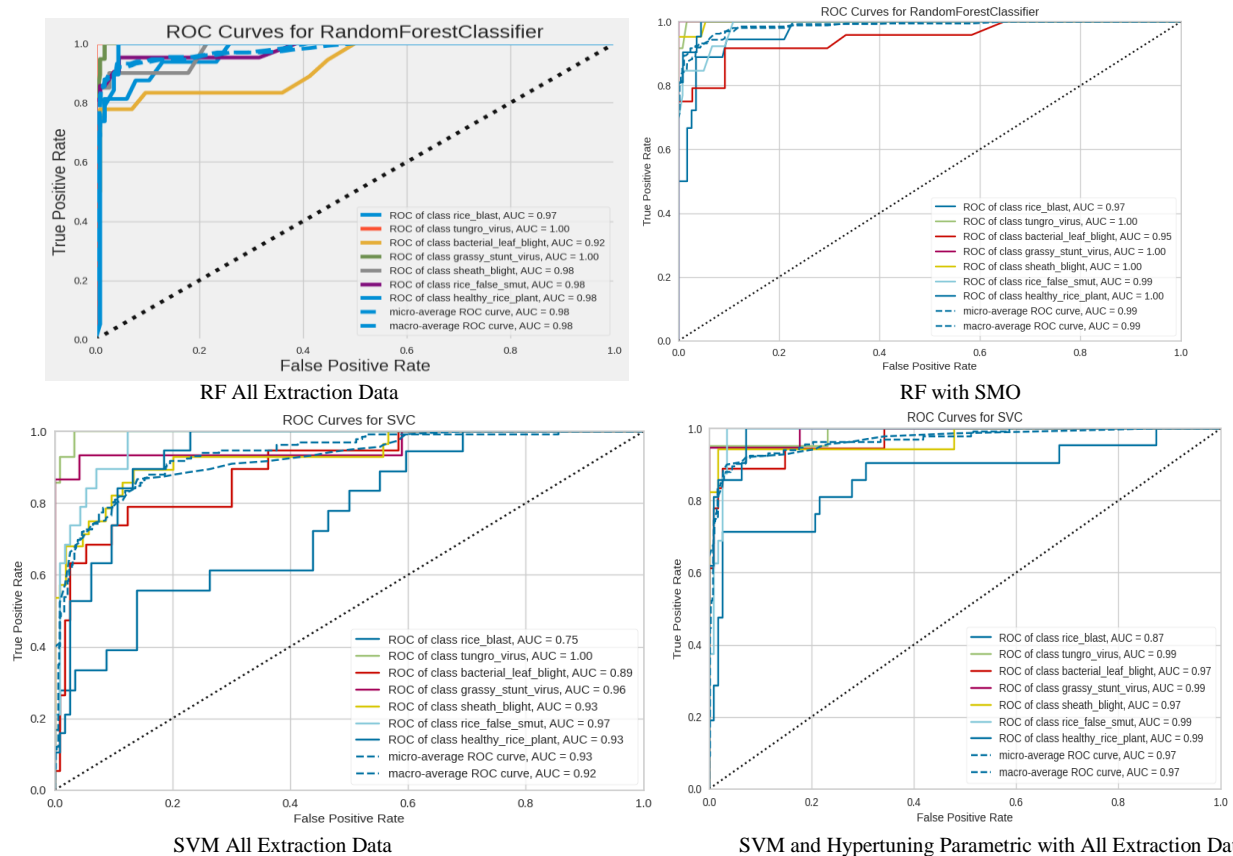 ROC Curves for RandomForestClassifier
1.0
0.8
0.6
0.4
0.2
0.0
True Positive Rate
ROC of class rice_blast, AUC = 0.97
ROC of class tungro_virus, AUC = 1.00
ROC of class bacterial_leaf_blight, AUC = 0.92
ROC of class grassy_stunt_virus, AUC = 1.00
ROC of class sheath_blight, AUC = 0.98
ROC of class rice_false_smut, AUC = 0.98
ROC of class healthy_rice_plant, AUC = 0.98
micro-average ROC curve, AUC = 0.98
macro-average ROC curve, AUC = 0.98
0.0 0.2 0.4 0.6 0.8 1.0
False Positive Rate
RF All Extraction Data
ROC Curves for RandomForestClassifier
1.0
0.8
0.6
0.4
0.2
0.0
True Positive Rate
ROC of class rice_blast, AUC = 0.97
ROC of class tungro_virus, AUC = 1.00
ROC of class bacterial_leaf_blight, AUC = 0.95
ROC of class grassy_stunt_virus, AUC = 1.00
ROC of class sheath_blight, AUC = 1.00
ROC of class rice_false_smut, AUC = 0.99
ROC of class healthy_rice_plant, AUC = 1.00
micro-average ROC curve, AUC = 0.99
macro-average ROC curve, AUC = 0.99
0.0 0.2 0.4 0.6 0.8 1.0
False Positive Rate
RF with SMO
ROC Curves for SVC
1.0
0.8
0.6
0.4
0.2
0.0
True Positive Rate
ROC of class rice_blast, AUC = 0.75
ROC of class tungro_virus, AUC = 1.00
ROC of class bacterial_leaf_blight, AUC = 0.89
ROC of class grassy_stunt_virus, AUC = 0.96
ROC of class sheath_blight, AUC = 0.93
ROC of class rice_false_smut, AUC = 0.97
ROC of class healthy_rice_plant, AUC = 0.93
micro-average ROC curve, AUC = 0.93
macro-average ROC curve, AUC = 0.92
0.0 0.2 0.4 0.6 0.8 1.0
False Positive Rate
SVM All Extraction Data
ROC Curves for SVC
1.0
0.8
0.6
0.4
0.2
0.0
True Positive Rate
ROC of class rice_blast, AUC = 0.87
ROC of class tungro_virus, AUC = 0.99
ROC of class bacterial_leaf_blight, AUC = 0.97
ROC of class grassy_stunt_virus, AUC = 0.99
ROC of class sheath_blight, AUC = 0.97
ROC of class rice_false_smut, AUC = 0.99
ROC of class healthy_rice_plant, AUC = 0.99
micro-average ROC curve, AUC = 0.97
macro-average ROC curve, AUC = 0.97
0.0 0.2 0.4 0.6 0.8 1.0
False Positive Rate
SVM and Hypertuning Parametric with All Extraction Dat